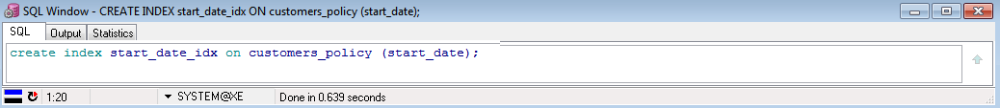 SQL Window - CREATE INDEX start_date_idx ON customers_policy (start_date);
SQL Output Statistics
create index start_date_idx on customers_policy (start_date);
1:20 SYSTEM@XE Done in 0.639 seconds